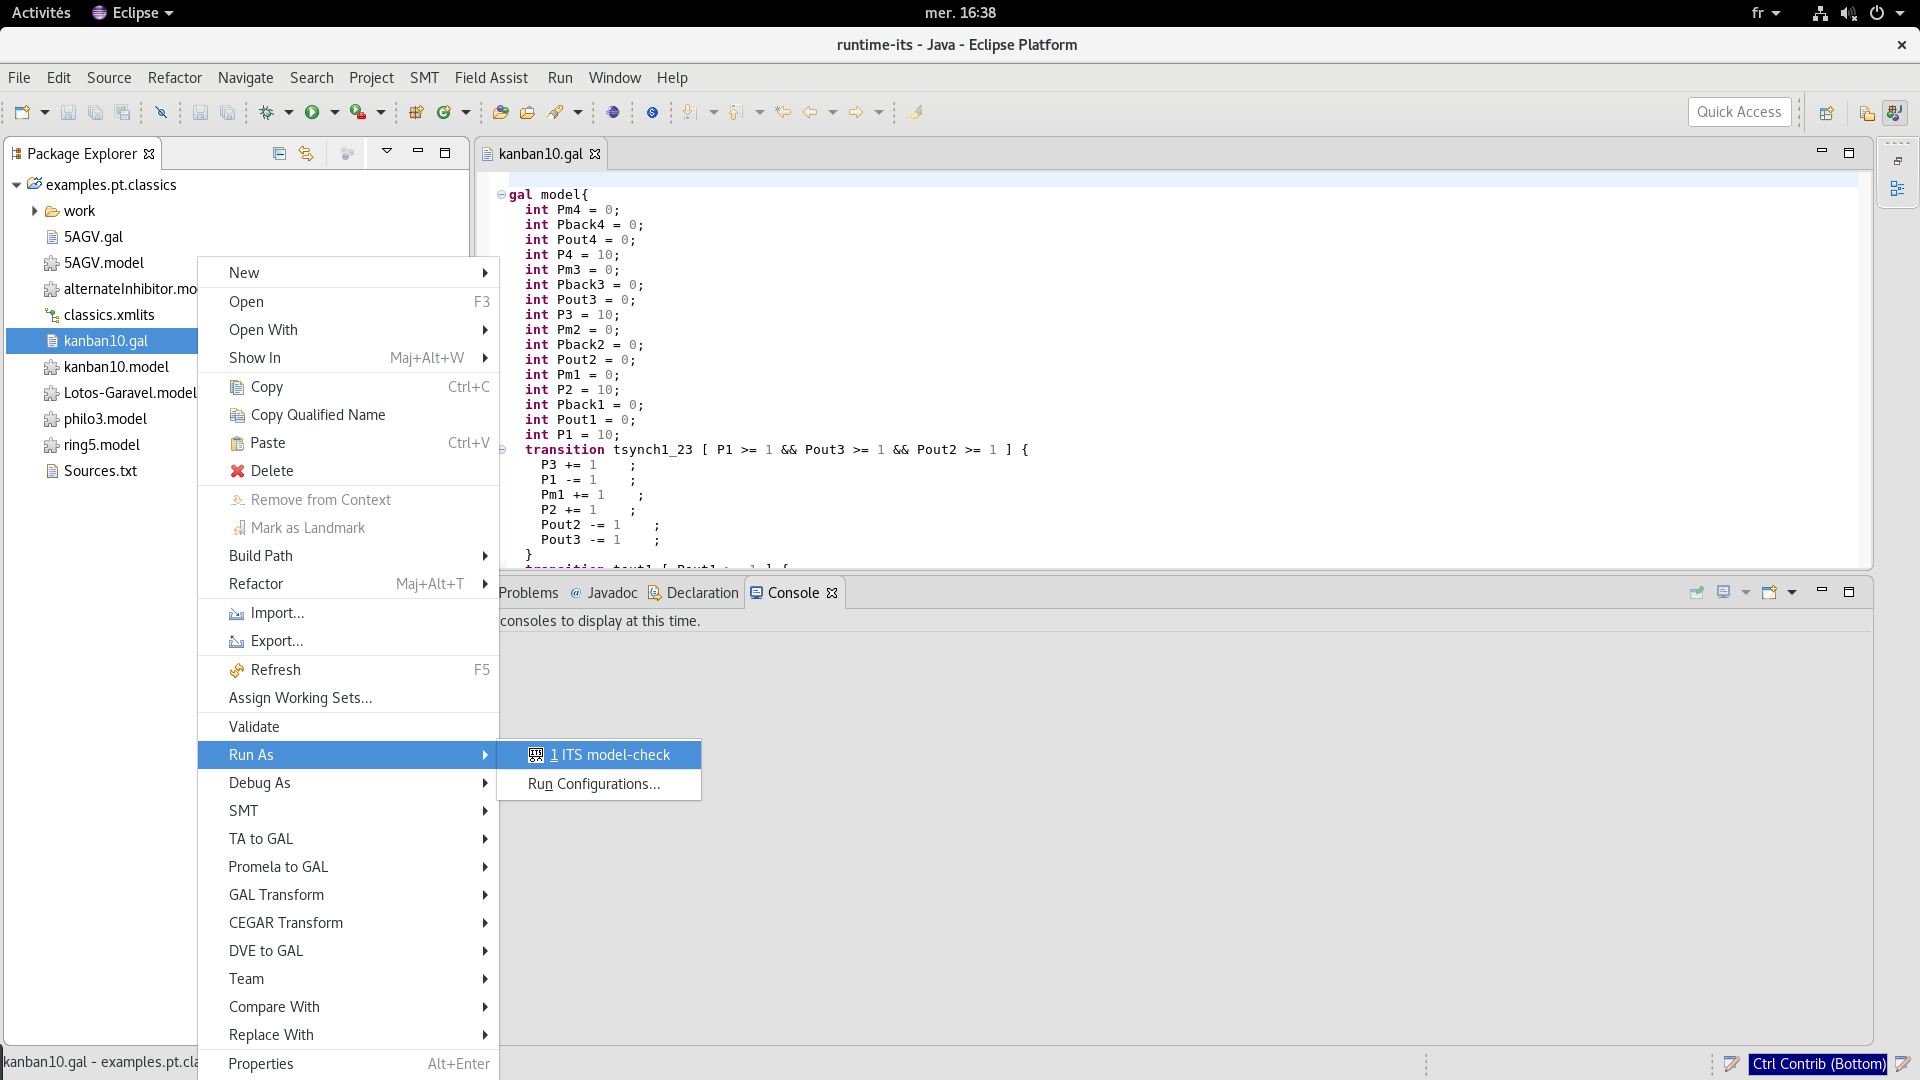 Activités
Eclipse
mer. 16:38
fr
runtime-its - Java - Eclipse Platform
File Edit Source Refactor Navigate Search Project SMT Field Assist Run Window Help
Quick Access
Package Explorer
examples.pt.classics
work
5AGV.gal
5AGV.model
alternateInhibitor.mo
classics.xmlits
kanban10.gal
kanban10.model
Lotos-Garavel.model
philo3.model
ring5.model
Sources.txt
New
Open F3
Open With
Show In Maj+Alt+W
Copy Ctrl+C
Copy Qualified Name
Paste Ctrl+V
Delete
Remove from Context
Mark as Landmark
Build Path
Refactor Maj+Alt+T
Import...
Export...
Refresh F5
Assign Working Sets...
Validate
Run As
Debug As
SMT
TA to GAL
Promela to GAL
GAL Transform
CEGAR Transform
DVE to GAL
Team
Compare With
Replace With
Properties Alt+Enter
1 ITS model-check
Run Configurations...
kanban10.gal
gal model{
int Pm4 = 0;
int Pback4 = 0;
int Pout4 = 0;
int P4 = 10;
int Pm3 = 0;
int Pback3 = 0;
int Pout3 = 0;
int P3 = 10;
int Pm2 = 0;
int Pback2 = 0;
int Pout2 = 0;
int Pm1 = 0;
int P2 = 10;
int Pback1 = 0;
int Pout1 = 0;
int P1 = 10;
transition tsynch1_23 [ P1 >= 1 && Pout3 >= 1 && Pout2 >= 1 ] {
P3 += 1 ;
P1 -= 1 ;
Pm1 += 1 ;
P2 += 1 ;
Pout2 -= 1 ;
Pout3 -= 1 ;
}
Problems Javadoc Declaration Console
consoles to display at this time.
kanban10.gal - examples.pt.cla
Ctrl Contrib (Bottom)